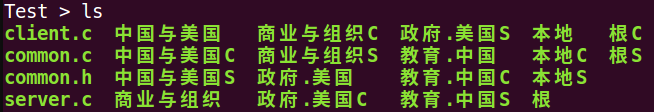 Test > ls
client.c 中国与美国 商业与组织C 政府.美国S 本地 根C
common.c 中国与美国C 商业与组织S 教育.中国 本地C 根S
common.h 中国与美国S 政府.美国 教育.中国C 本地S
server.c 商业与组织 政府.美国C 教育.中国S 根